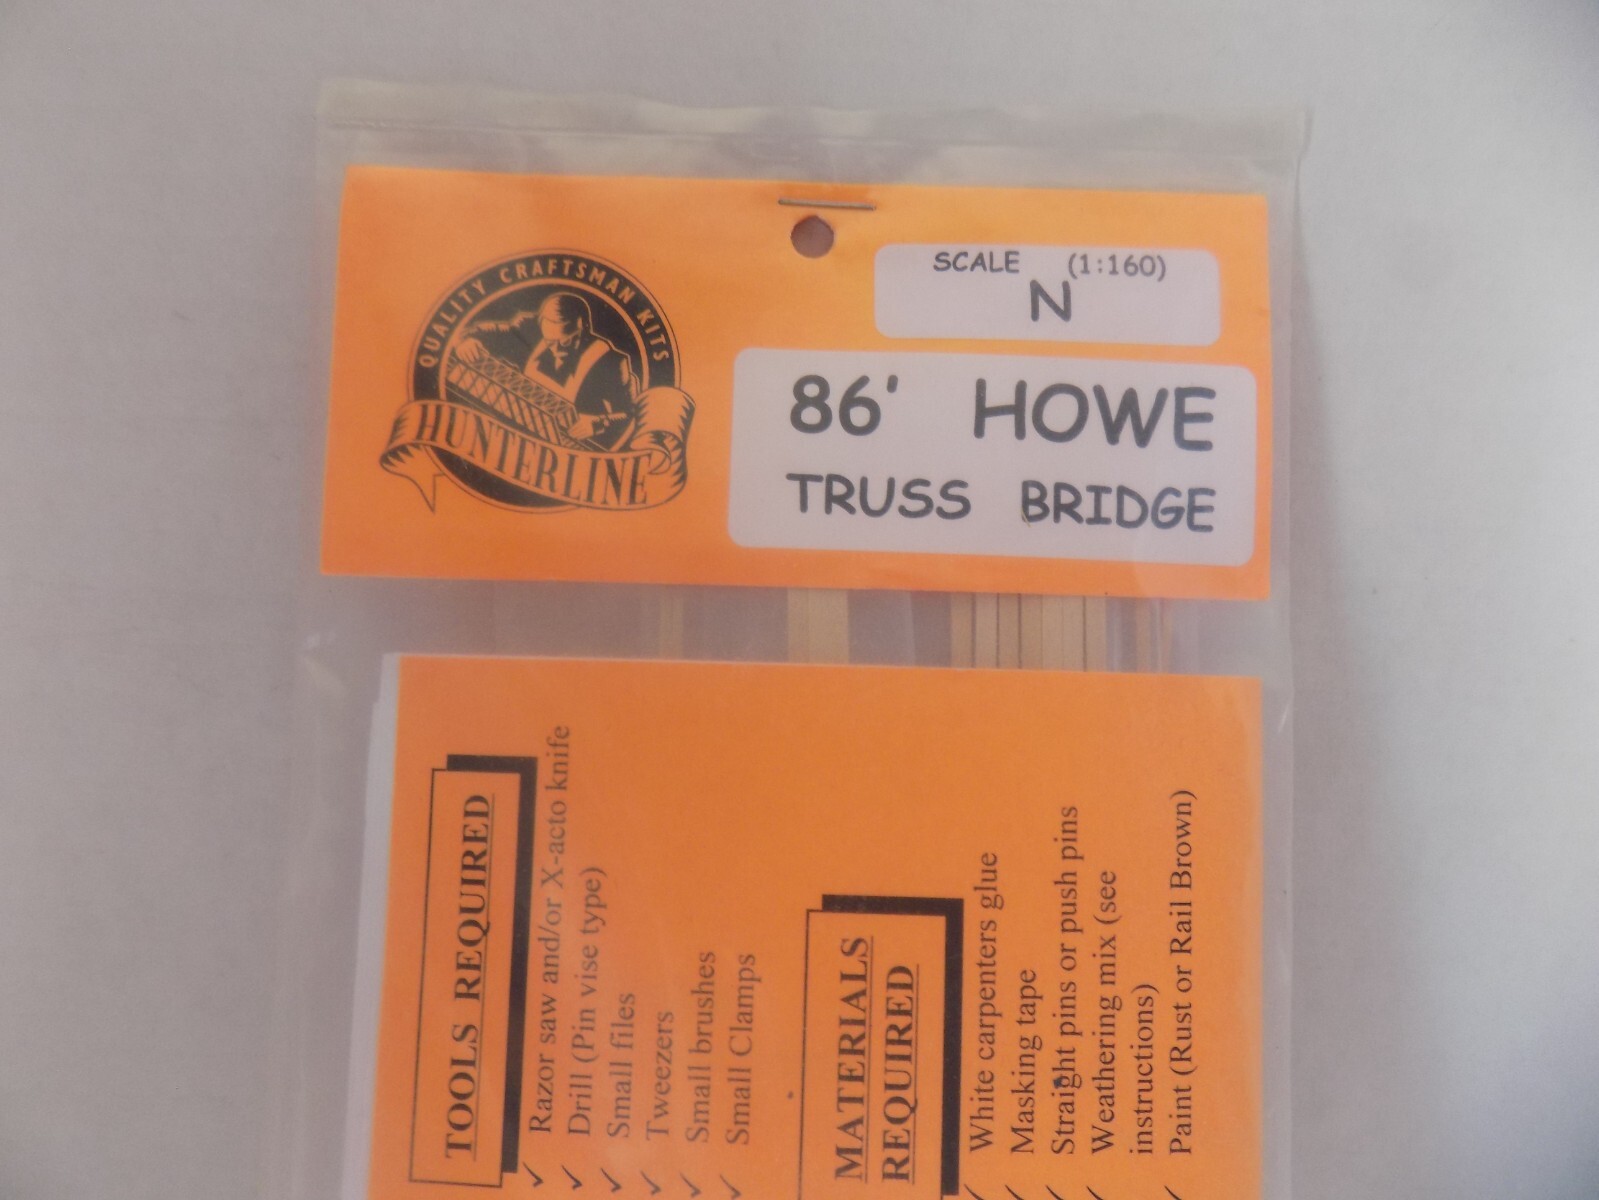 QUALITY CRAFTSMAN KITS
HUNTERLINE
SCALE (1:160)
N
86' HOWE
TRUSS BRIDGE
TOOLS REQUIRED
✓ Razor saw and/or X-acto knife
✓ Drill (Pin vise type)
✓ Small files
✓ Tweezers
✓ Small brushes
✓ Small Clamps
MATERIALS
REQUIRED
✓ White carpenters glue
✓ Masking tape
✓ Straight pins or push pins
✓ Weathering mix (see
instructions)
✓ Paint (Rust or Rail Brown)